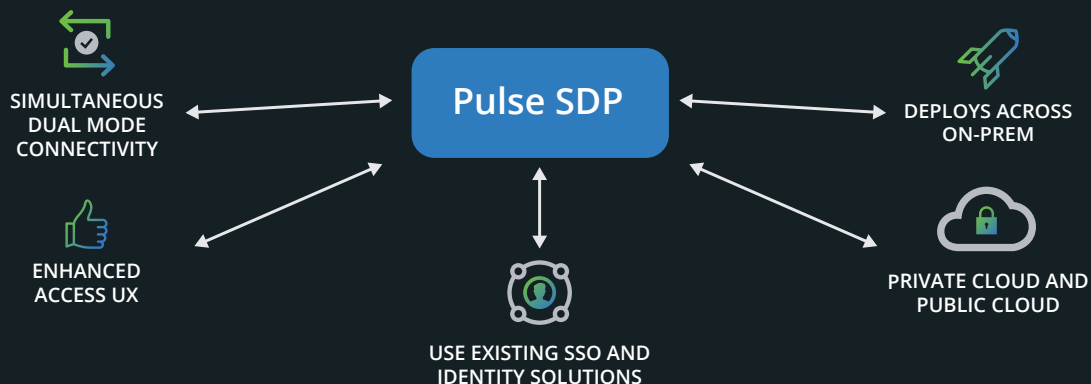 Pulse SDP
SIMULTANEOUS
DUAL MODE
CONNECTIVITY
DEPLOYS ACROSS
ON-PREM
ENHANCED
ACCESS UX
PRIVATE CLOUD AND
PUBLIC CLOUD
USE EXISTING SSO AND
IDENTITY SOLUTIONS